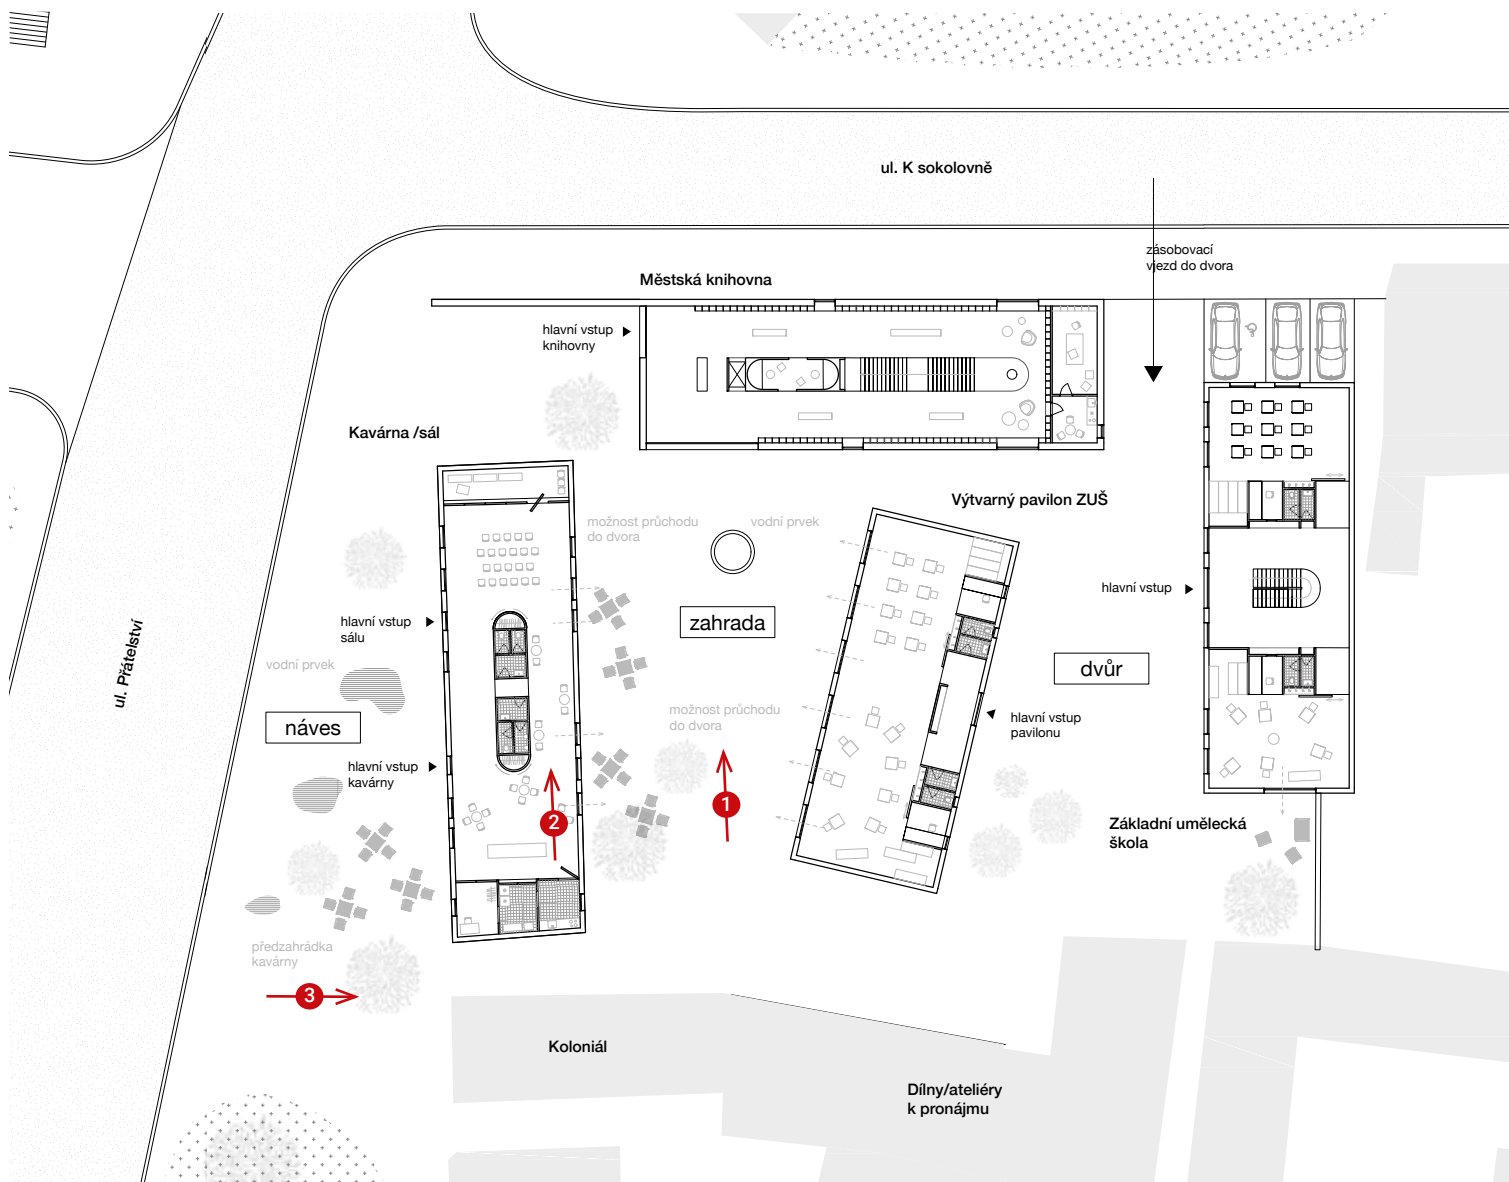 ul. K sokolovně
zásobovací
vjezd do dvora
Městská knihovna
hlavní vstup
knihovny
Kavárna /sál
Výtvarný pavilon ZUŠ
možnost průchodu
do dvora
vodní prvek
hlavní vstup
hlavní vstup
sálu
zahrada
ul. Přátelství
vodní prvek
dvůr
možnost průchodu
do dvora
náves
hlavní vstup
pavilonu
hlavní vstup
kavárny
1
2
Základní umělecká
škola
předzahrádka
kavárny
3
Koloniál
Dílny/ateliéry
k pronájmu